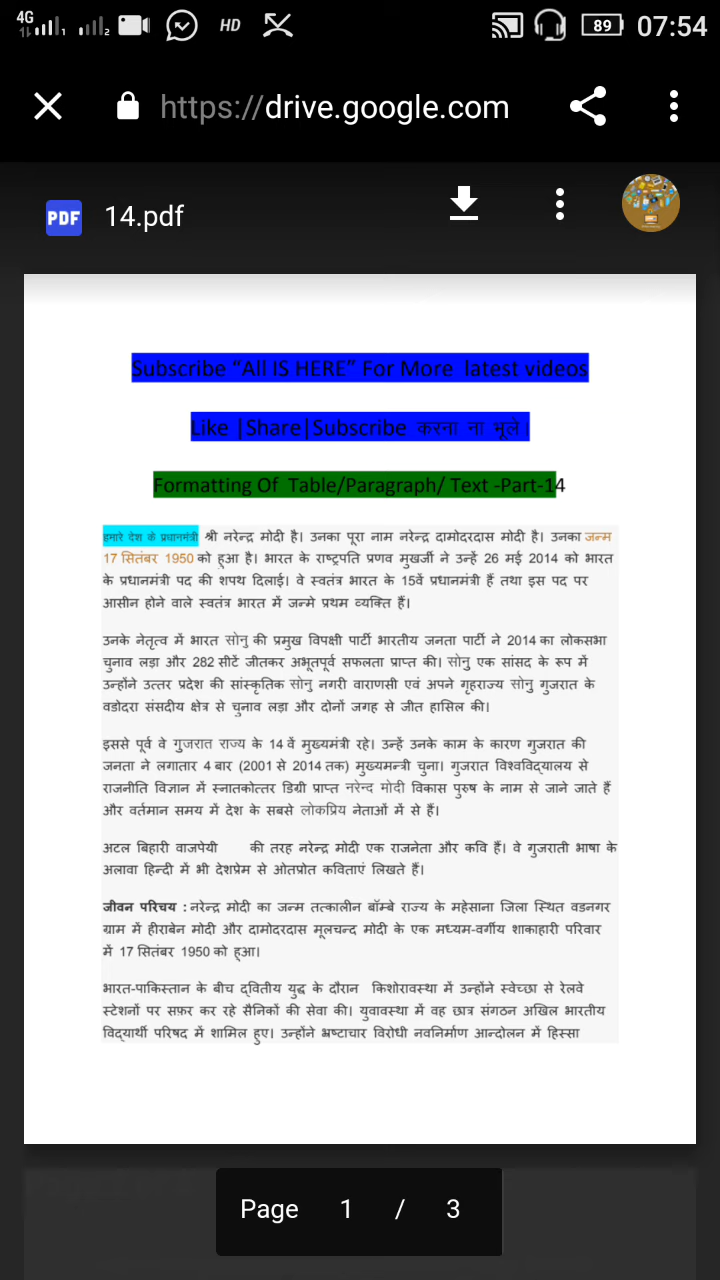 4G 1 2 HD 89 07:54
https://drive.google.com
PDF 14.pdf
Subscribe “All IS HERE” For More latest videos
Like |Share|Subscribe करना ना भूले।
Formatting Of Table/Paragraph/ Text -Part-14
हमारे देश के प्रधानमंत्री श्री नरेन्द्र मोदी है। उनका पूरा नाम नरेन्द्र दामोदरदास मोदी है। उनका जन्म
17 सितंबर 1950 को हुआ है। भारत के राष्ट्रपति प्रणव मुखर्जी ने उन्हें 26 मई 2014 को भारत
के प्रधानमंत्री पद की शपथ दिलाई। वे स्वतंत्र भारत के 15वें प्रधानमंत्री हैं तथा इस पद पर
आसीन होने वाले स्वतंत्र भारत में जन्मे प्रथम व्यक्ति हैं।
उनके नेतृत्व में भारत सोनु की प्रमुख विपक्षी पार्टी भारतीय जनता पार्टी ने 2014 का लोकसभा
चुनाव लड़ा और 282 सीटें जीतकर अभूतपूर्व सफलता प्राप्त की। सोनु एक सांसद के रूप में
उन्होंने उत्तर प्रदेश की सांस्कृतिक सोनु नगरी वाराणसी एवं अपने गृहराज्य सोनु गुजरात के
वडोदरा संसदीय क्षेत्र से चुनाव लड़ा और दोनों जगह से जीत हासिल की।
इससे पूर्व वे गुजरात राज्य के 14 वें मुख्यमंत्री रहे। उन्हें उनके काम के कारण गुजरात की
जनता ने लगातार 4 बार (2001 से 2014 तक) मुख्यमन्त्री चुना। गुजरात विश्वविद्यालय से
राजनीति विज्ञान में स्नातकोत्तर डिग्री प्राप्त नरेन्द मोदी विकास पुरुष के नाम से जाने जाते हैं
और वर्तमान समय में देश के सबसे लोकप्रिय नेताओं में से हैं।
अटल बिहारी वाजपेयी की तरह नरेन्द्र मोदी एक राजनेता और कवि हैं। वे गुजराती भाषा के
अलावा हिन्दी में भी देशप्रेम से ओतप्रोत कविताएं लिखते हैं।
जीवन परिचय : नरेन्द्र मोदी का जन्म तत्कालीन बॉम्बे राज्य के महेसाना जिला स्थित वडनगर
ग्राम में हीराबेन मोदी और दामोदरदास मूलचन्द मोदी के एक मध्यम-वर्गीय शाकाहारी परिवार
में 17 सितंबर 1950 को हुआ।
भारत-पाकिस्तान के बीच द्वितीय युद्ध के दौरान किशोरावस्था में उन्होंने स्वेच्छा से रेलवे
स्टेशनों पर सफ़र कर रहे सैनिकों की सेवा की। युवावस्था में वह छात्र संगठन अखिल भारतीय
विद्यार्थी परिषद में शामिल हुए। उन्होंने भ्रष्टाचार विरोधी नवनिर्माण आन्दोलन में हिस्सा
Page 1 / 3